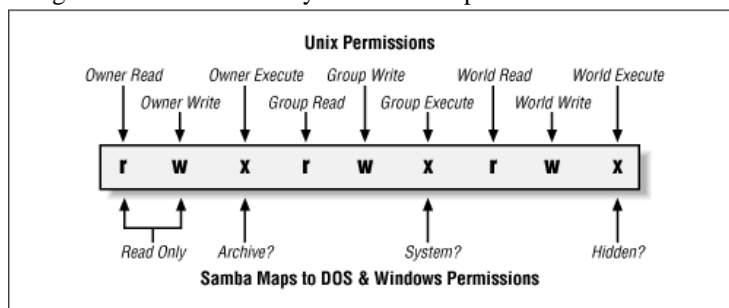 Unix Permissions
Owner Read Owner Execute Group Write World Read World Execute
Owner Write Group Read Group Execute World Write
r w x r w x r w x
Read Only Archive? System? Hidden?
Samba Maps to DOS & Windows Permissions